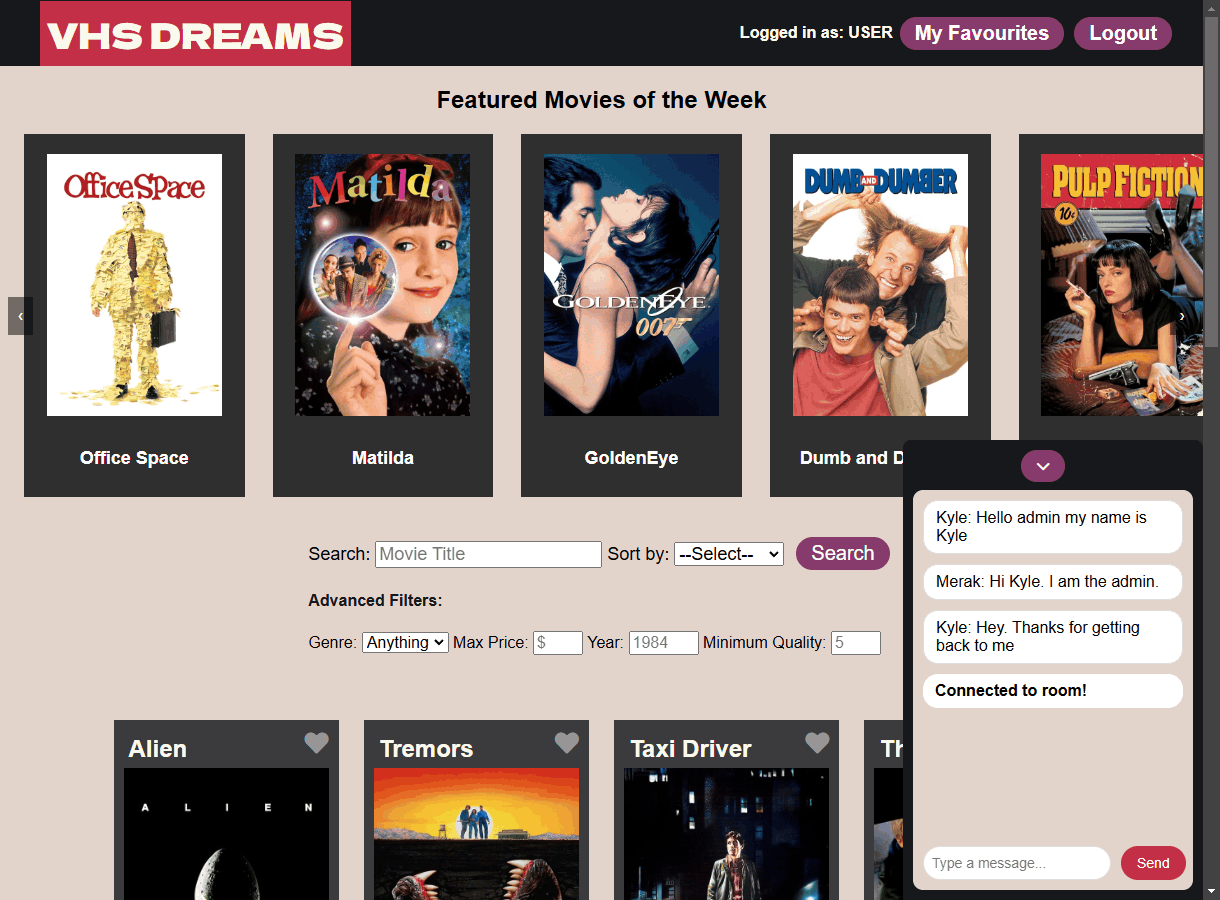 VHS DREAMS
Logged in as: USER
My Favourites
Logout
Featured Movies of the Week
Office Space
Matilda
GOLDENEYE
007
DUMB AND DUMBER
PULP FICTION
10¢
‹
›
Office Space
Matilda
GoldenEye
Dumb and D
Search: Movie Title Sort by: --Select-- Search
Advanced Filters:
Genre: Anything Max Price: $ Year: 1984 Minimum Quality: 5
Alien
Tremors
Taxi Driver
Th
ALIEN
Kyle: Hello admin my name is
Kyle
Merak: Hi Kyle. I am the admin.
Kyle: Hey. Thanks for getting
back to me
Connected to room!
Type a message...
Send